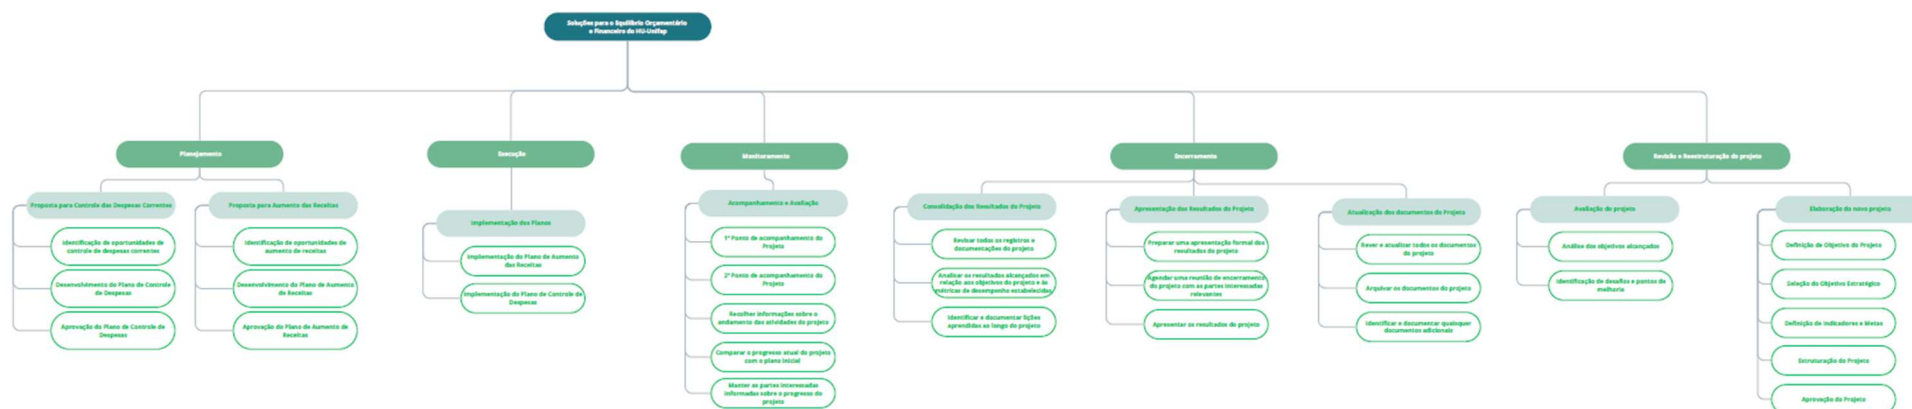 Soluções para o Equilíbrio Orçamentário
e Financeiro do HU-Unifap
Planejamento
Proposta para Controle das Despesas Correntes
Identificação de oportunidades de
controle de despesas correntes
Desenvolvimento do Plano de Controle
de Despesas
Aprovação do Plano de Controle de
Despesas
Proposta para Aumento das Receitas
Identificação de oportunidades de
aumento de receitas
Desenvolvimento do Plano de Aumento
de Receitas
Aprovação do Plano de Aumento de
Receitas
Execução
Implementação dos Planos
Implementação do Plano de Aumento
das Receitas
Implementação do Plano de Controle de
Despesas
Monitoramento
Acompanhamento e Avaliação
1º Ponto de acompanhamento do
Projeto
2º Ponto de acompanhamento do
Projeto
Recolher informações sobre o
andamento das atividades do projeto
Comparar o progresso atual do projeto
com o plano inicial
Manter as partes interessadas
informadas sobre o progresso do
projeto
Encerramento
Consolidação dos Resultados do Projeto
Revisar todos os registros e
documentações do projeto
Analisar os resultados alcançados em
relação aos objetivos do projeto e às
métricas de desempenho estabelecidas
Identificar e documentar lições
aprendidas ao longo do projeto
Apresentação dos Resultados do Projeto
Preparar uma apresentação formal dos
resultados do projeto
Agendar uma reunião de encerramento
do projeto com as partes interessadas
relevantes
Apresentar os resultados do projeto
Atualização dos documentos do Projeto
Rever e atualizar todos os documentos
do projeto
Arquivar os documentos do projeto
Identificar e documentar quaisquer
documentos adicionais
Revisão e Reestruturação do projeto
Avaliação do projeto
Análise dos objetivos alcançados
Identificação de desafios e pontos de
melhoria
Elaboração do novo projeto
Definição de Objetivo do Projeto
Seleção do Objetivo Estratégico
Definição de Indicadores e Metas
Estruturação do Projeto
Aprovação do Projeto